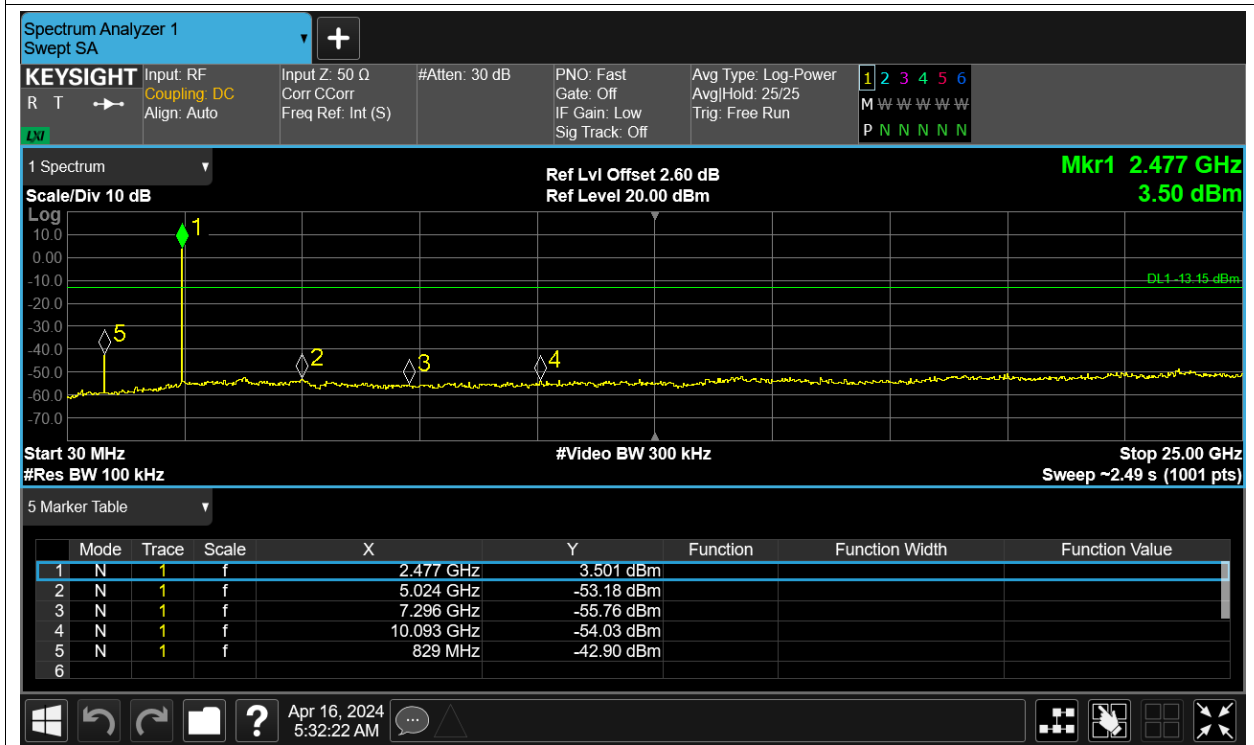 Spectrum Analyzer 1
Swept SA
KEYSIGHT
R T
LXI
Input: RF
Coupling: DC
Align: Auto
Input Z: 50 Ω
Corr CCorr
Freq Ref: Int (S)
#Atten: 30 dB
PNO: Fast
Gate: Off
IF Gain: Low
Sig Track: Off
Avg Type: Log-Power
Avg|Hold: 25/25
Trig: Free Run
1 2 3 4 5 6
M W W W W W
P N N N N N
1 Spectrum
Scale/Div 10 dB
Ref Lvl Offset 2.60 dB
Ref Level 20.00 dBm
Mkr1 2.477 GHz
3.50 dBm
Log
10.0
0.00
-10.0
-20.0
-30.0
-40.0
-50.0
-60.0
-70.0
1
5
2
3
4
DL1 -13.15 dBm
Start 30 MHz
#Res BW 100 kHz
#Video BW 300 kHz
Stop 25.00 GHz
Sweep ~2.49 s (1001 pts)
5 Marker Table
Mode Trace Scale X Y Function Function Width Function Value
1 N 1 f 2.477 GHz 3.501 dBm
2 N 1 f 5.024 GHz -53.18 dBm
3 N 1 f 7.296 GHz -55.76 dBm
4 N 1 f 10.093 GHz -54.03 dBm
5 N 1 f 829 MHz -42.90 dBm
6
?
Apr 16, 2024
5:32:22 AM